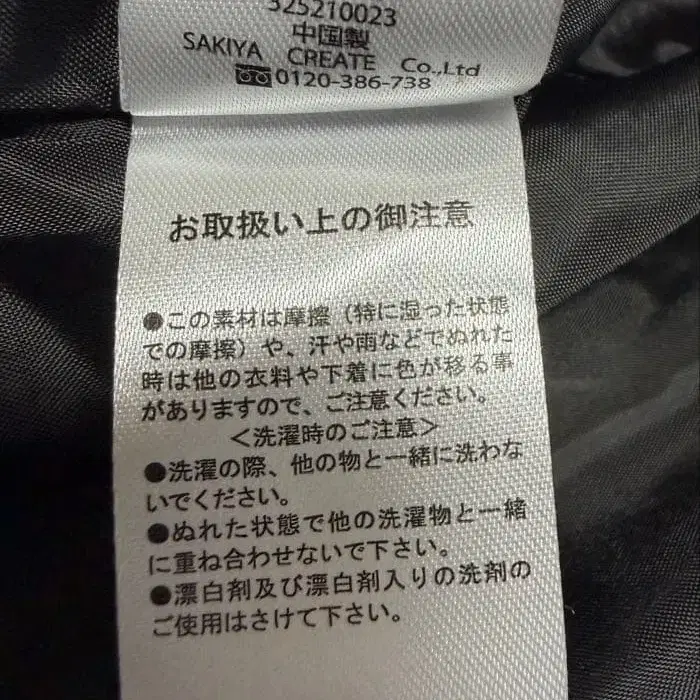 325210023
中国製
SAKIYA CREATE Co.,Ltd
0120-386-738
お取扱い上の御注意
●この素材は摩擦（特に湿った状態
での摩擦）や、汗や雨などでぬれた
時は他の衣料や下着に色が移る事
がありますので、ご注意ください。
＜洗濯時のご注意＞
●洗濯の際、他の物と一緒に洗わな
いでください。
●ぬれた状態で他の洗濯物と一緒
に重ね合わせないで下さい。
●漂白剤及び漂白剤入りの洗剤の
ご使用はさけて下さい。